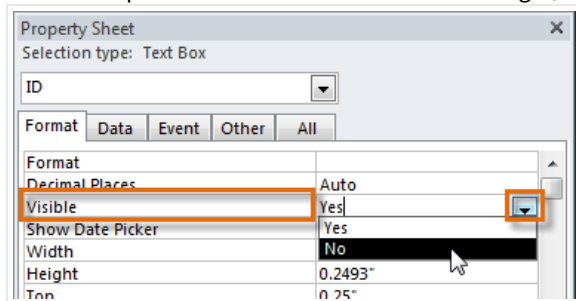 Property Sheet
Selection type: Text Box
ID
Format Data Event Other All
Format
Decimal Places Auto
Visible Yes
Show Date Picker Yes
Width No
Height 0.2493"
Top 0.25"